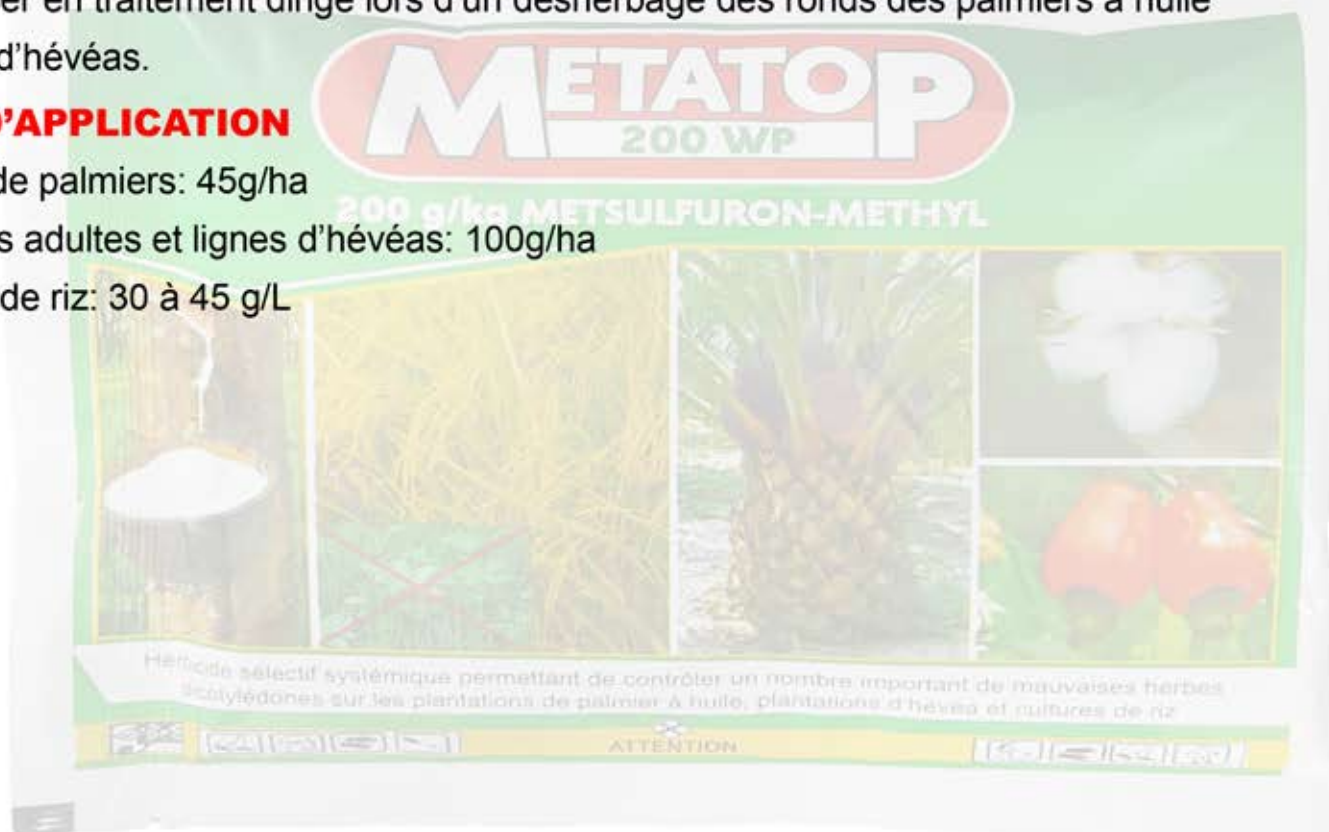 er en traitement dirigé lors d'un désherbage des ronds des palmiers à huile
d'hévéas.
D'APPLICATION
de palmiers: 45g/ha
s adultes et lignes d'hévéas: 100g/ha
de riz: 30 à 45 g/L
METATOP
200 WP
200 g/kg METSULFURON-METHYL
Herbicide sélectif systémique permettant de contrôler un nombre important de mauvaises herbes
dicotylédones sur les plantations de palmier à huile, plantations d'hévéa et cultures de riz
ATTENTION